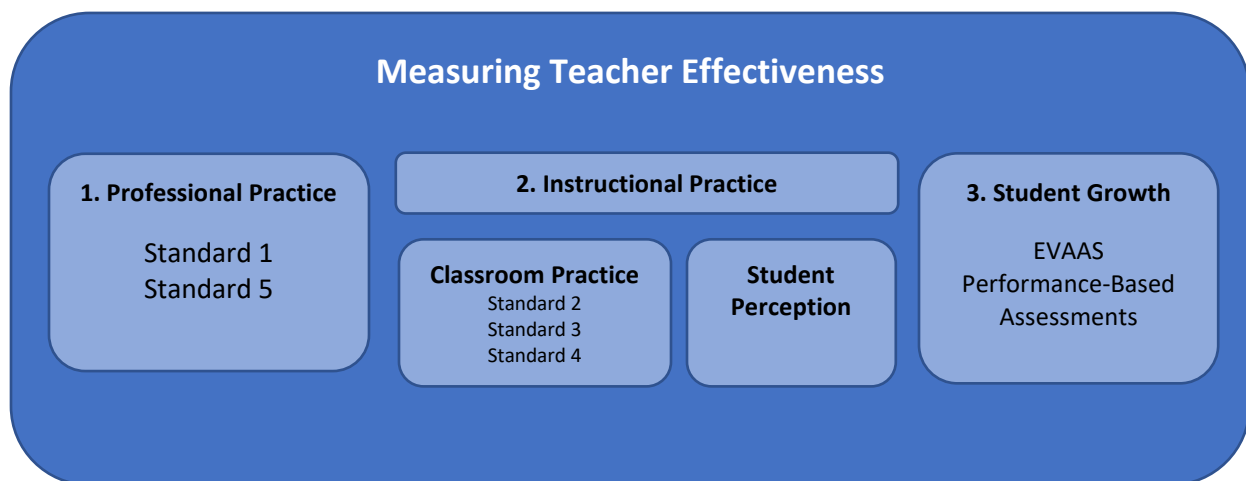 Measuring Teacher Effectiveness
1. Professional Practice
Standard 1
Standard 5
2. Instructional Practice
Classroom Practice
Standard 2
Standard 3
Standard 4
Student
Perception
3. Student Growth
EVAAS
Performance-Based
Assessments